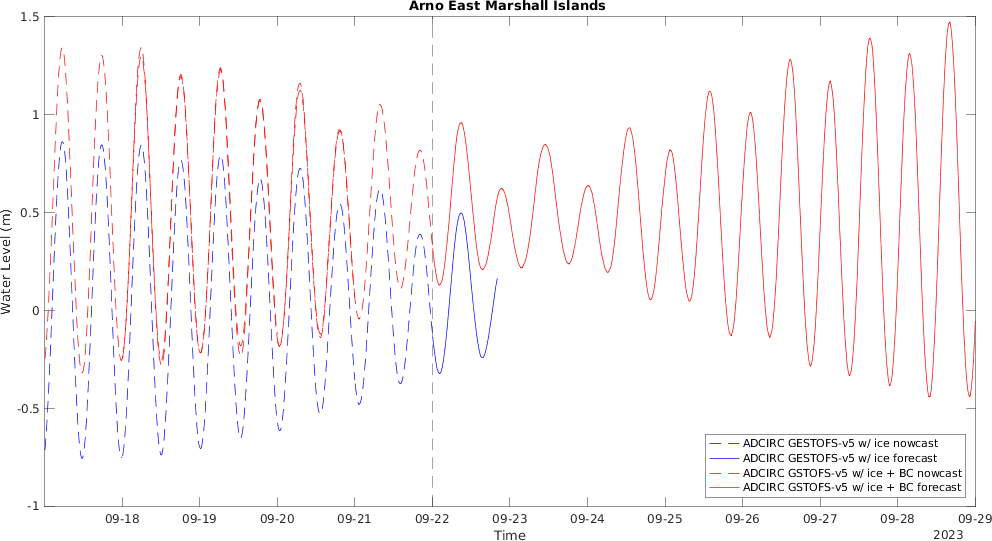 Arno East Marshall Islands
1.5
1
0.5
0
-0.5
-1
Water Level (m)
ADCIRC GESTOFS-v5 w/ ice nowcast
ADCIRC GESTOFS-v5 w/ ice forecast
ADCIRC GSTOFS-v5 w/ ice + BC nowcast
ADCIRC GSTOFS-v5 w/ ice + BC forecast
09-18 09-19 09-20 09-21 09-22 09-23 09-24 09-25 09-26 09-27 09-28 09-29
Time
2023